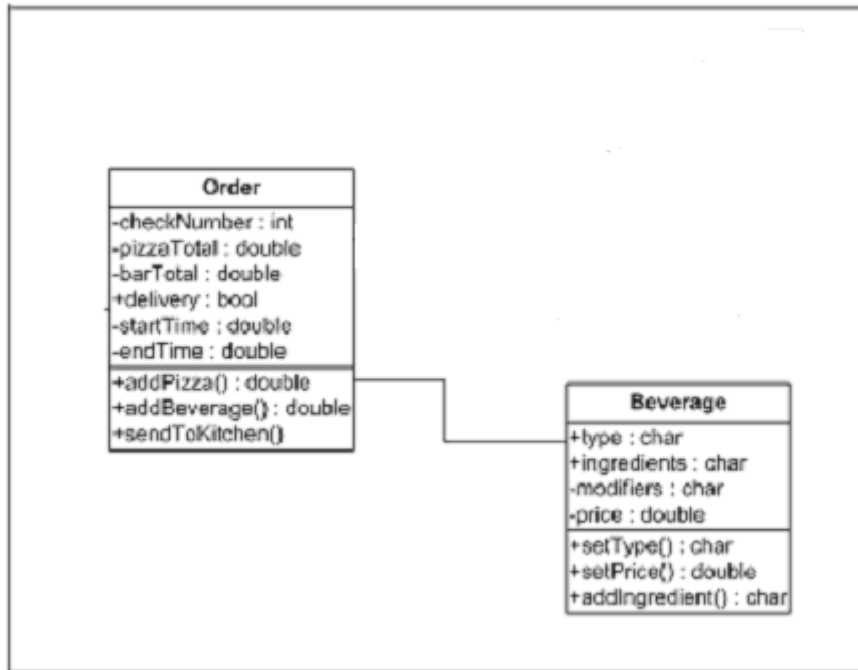 Order
-checkNumber : int
-pizzaTotal : double
-barTotal : double
+delivery : bool
-startTime : double
-endTime : double
+addPizza() : double
+addBeverage() : double
+sendToKitchen()
Beverage
+type : char
+ingredients : char
-modifiers : char
-price : double
+setType() : char
+setPrice() : double
+addIngredient() : char